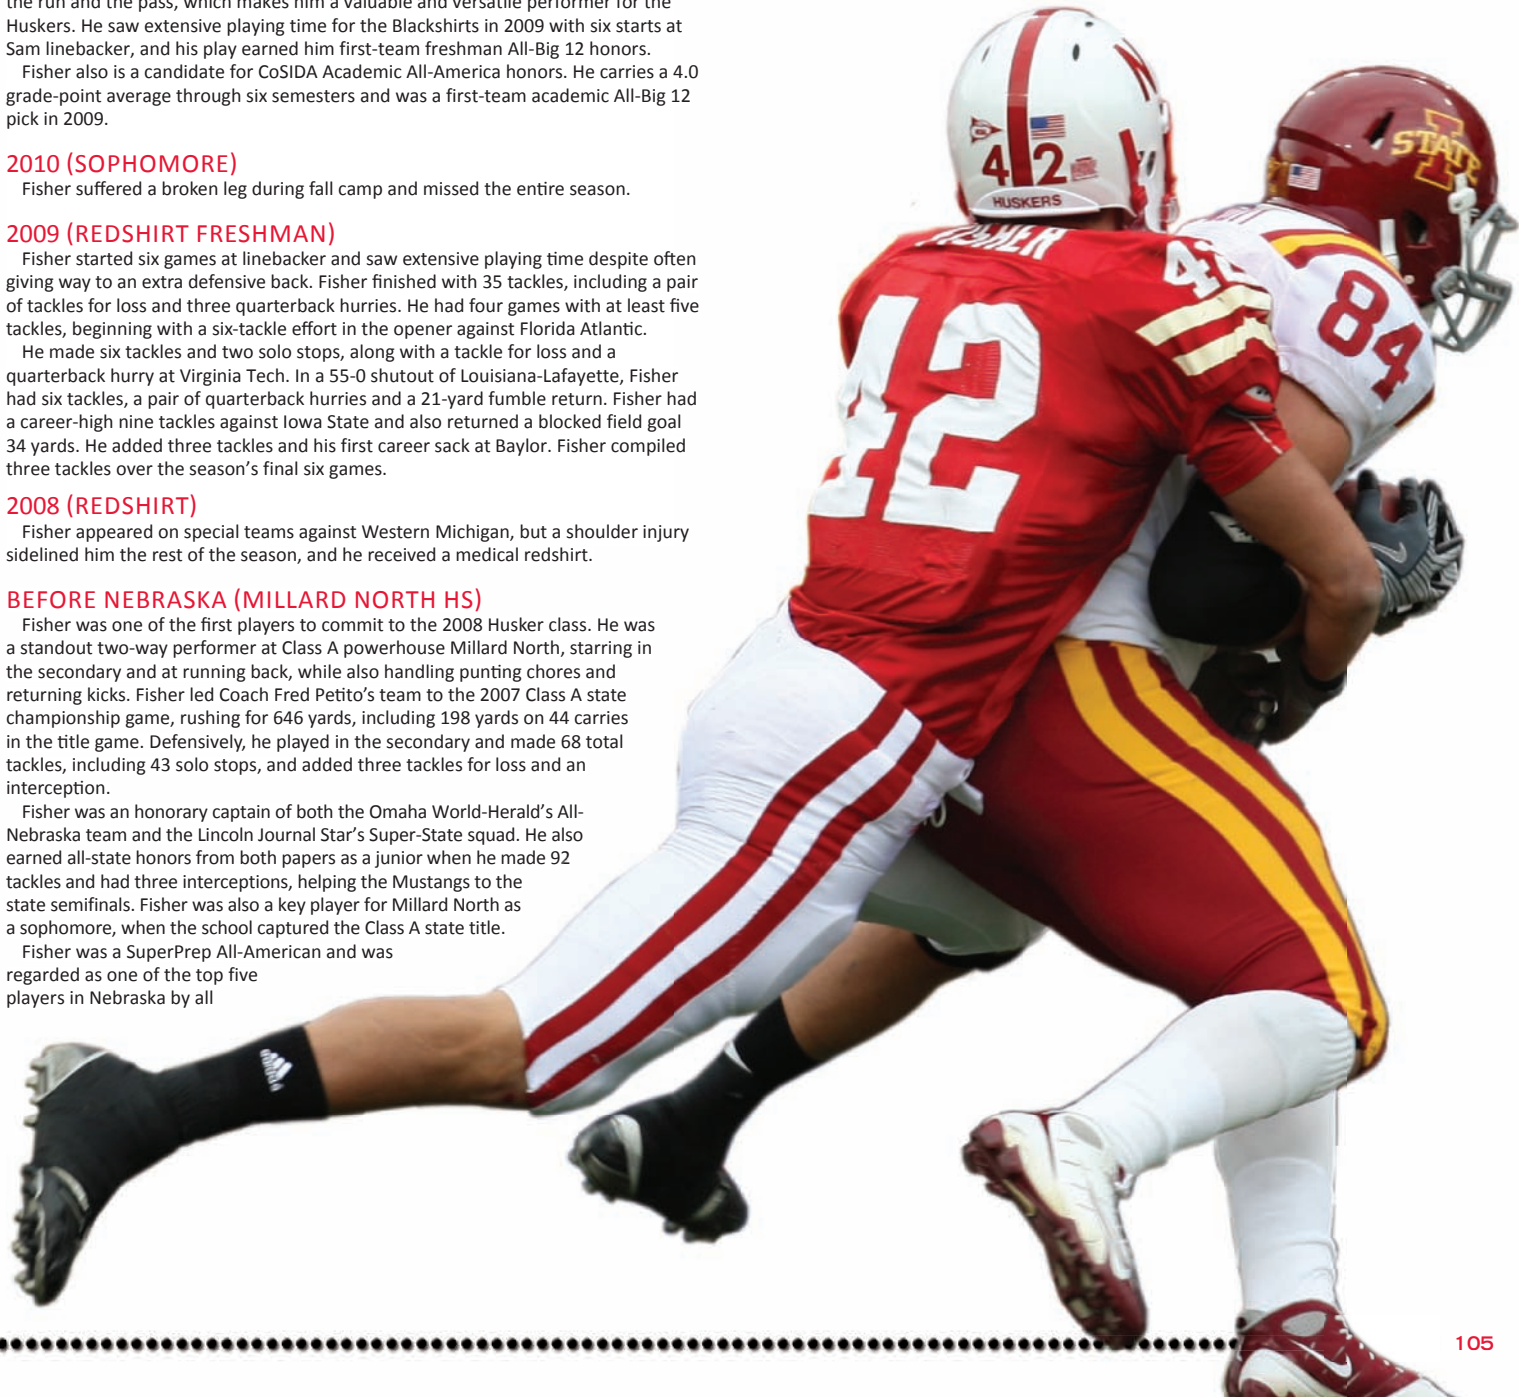 the run and the pass, which makes him a valuable and versatile performer for the
Huskers. He saw extensive playing time for the Blackshirts in 2009 with six starts at
Sam linebacker, and his play earned him first-team freshman All-Big 12 honors.
Fisher also is a candidate for CoSIDA Academic All-America honors. He carries a 4.0
grade-point average through six semesters and was a first-team academic All-Big 12
pick in 2009.
2010 (SOPHOMORE)
Fisher suffered a broken leg during fall camp and missed the entire season.
2009 (REDSHIRT FRESHMAN)
Fisher started six games at linebacker and saw extensive playing time despite often
giving way to an extra defensive back. Fisher finished with 35 tackles, including a pair
of tackles for loss and three quarterback hurries. He had four games with at least five
tackles, beginning with a six-tackle effort in the opener against Florida Atlantic.
He made six tackles and two solo stops, along with a tackle for loss and a
quarterback hurry at Virginia Tech. In a 55-0 shutout of Louisiana-Lafayette, Fisher
had six tackles, a pair of quarterback hurries and a 21-yard fumble return. Fisher had
a career-high nine tackles against Iowa State and also returned a blocked field goal
34 yards. He added three tackles and his first career sack at Baylor. Fisher compiled
three tackles over the season's final six games.
2008 (REDSHIRT)
Fisher appeared on special teams against Western Michigan, but a shoulder injury
sidelined him the rest of the season, and he received a medical redshirt.
BEFORE NEBRASKA (MILLARD NORTH HS)
Fisher was one of the first players to commit to the 2008 Husker class. He was
a standout two-way performer at Class A powerhouse Millard North, starring in
the secondary and at running back, while also handling punting chores and
returning kicks. Fisher led Coach Fred Petito's team to the 2007 Class A state
championship game, rushing for 646 yards, including 198 yards on 44 carries
in the title game. Defensively, he played in the secondary and made 68 total
tackles, including 43 solo stops, and added three tackles for loss and an
interception.
Fisher was an honorary captain of both the Omaha World-Herald's All-
Nebraska team and the Lincoln Journal Star's Super-State squad. He also
earned all-state honors from both papers as a junior when he made 92
tackles and had three interceptions, helping the Mustangs to the
state semifinals. Fisher was also a key player for Millard North as
a sophomore, when the school captured the Class A state title.
Fisher was a SuperPrep All-American and was
regarded as one of the top five
players in Nebraska by all
N
42
HUSKERS
FISHER
42
42
I
STATE
84
adidas
105